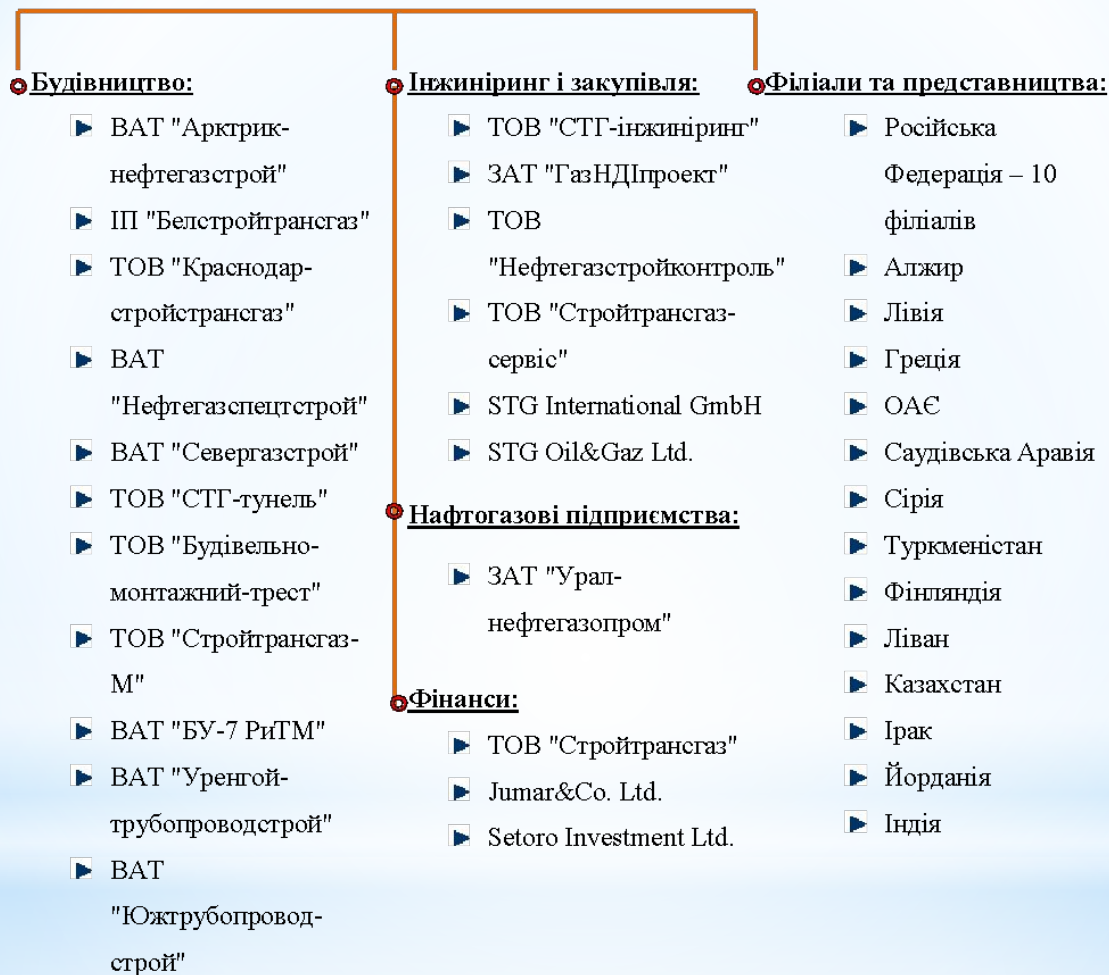 Будівництво:
ВАТ "Арктрик-
нефтегазстрой"
ІП "Белстройтрансгаз"
ТОВ "Краснодар-
стройстрансгаз"
ВАТ
"Нефтегазспецтстрой"
ВАТ "Севергазстрой"
ТОВ "СТГ-тунель"
ТОВ "Будівельно-
монтажний-трест"
ТОВ "Стройтрансгаз-
М"
ВАТ "БУ-7 РиТМ"
ВАТ "Уренгой-
трубопроводстрой"
ВАТ
"Южтрубопровод-
строй"
Інжиніринг і закупівля:
ТОВ "СТГ-інжиніринг"
ЗАТ "ГазНДІпроект"
ТОВ
"Нефтегазстройконтроль"
ТОВ "Стройтрансгаз-
сервіс"
STG International GmbH
STG Oil&Gaz Ltd.
Нафтогазові підприємства:
ЗАТ "Урал-
нефтегазопром"
Фінанси:
ТОВ "Стройтрансгаз"
Jumar&Co. Ltd.
Setoro Investment Ltd.
Філіали та представництва:
Російська
Федерація – 10
філіалів
Алжир
Лівія
Греція
ОАЄ
Саудівська Аравія
Сірія
Туркменістан
Фінляндія
Ліван
Казахстан
Ірак
Йорданія
Індія